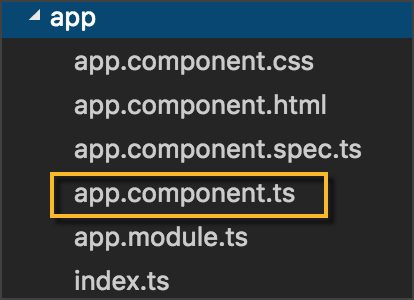 app
app.component.css
app.component.html
app.component.spec.ts
app.component.ts
app.module.ts
index.ts